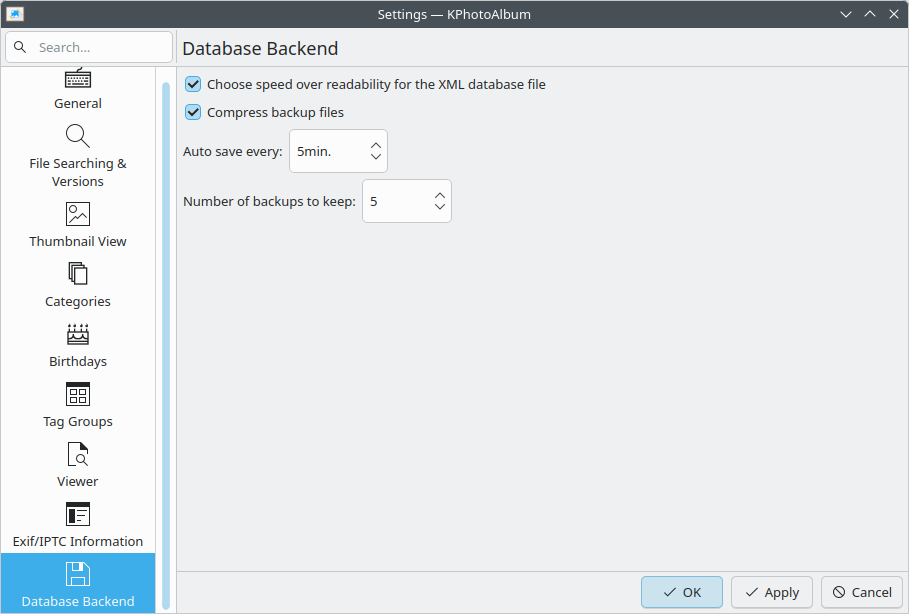 Settings — KPhotoAlbum
Search...
General
File Searching &
Versions
Thumbnail View
Categories
Birthdays
Tag Groups
Viewer
Exif/IPTC Information
Database Backend
Database Backend
Choose speed over readability for the XML database file
Compress backup files
Auto save every: 5min.
Number of backups to keep: 5
OK Apply Cancel